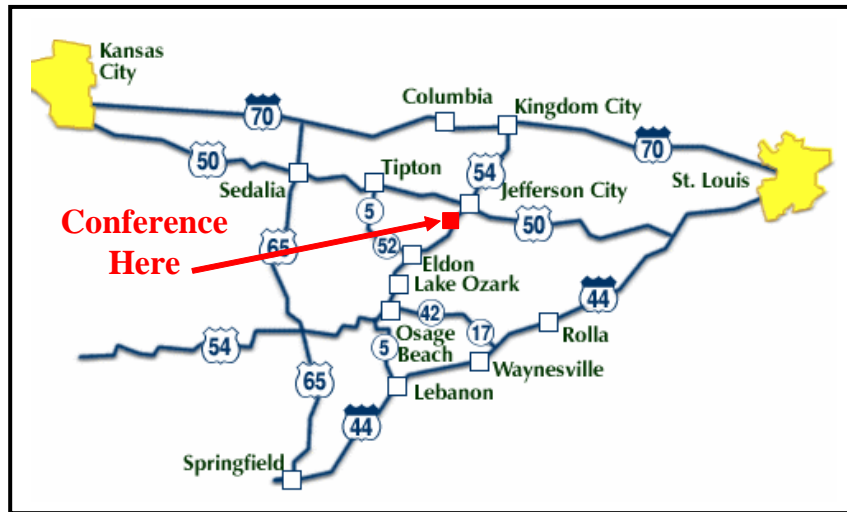 Kansas
City
Columbia
Kingdom City
70
70
50
Tipton
54
St. Louis
Sedalia
Jefferson City
5
50
Conference
Here
65
52
Eldon
Lake Ozark
44
42
17
Rolla
54
Osage
Beach
5
Waynesville
65
Lebanon
44
Springfield